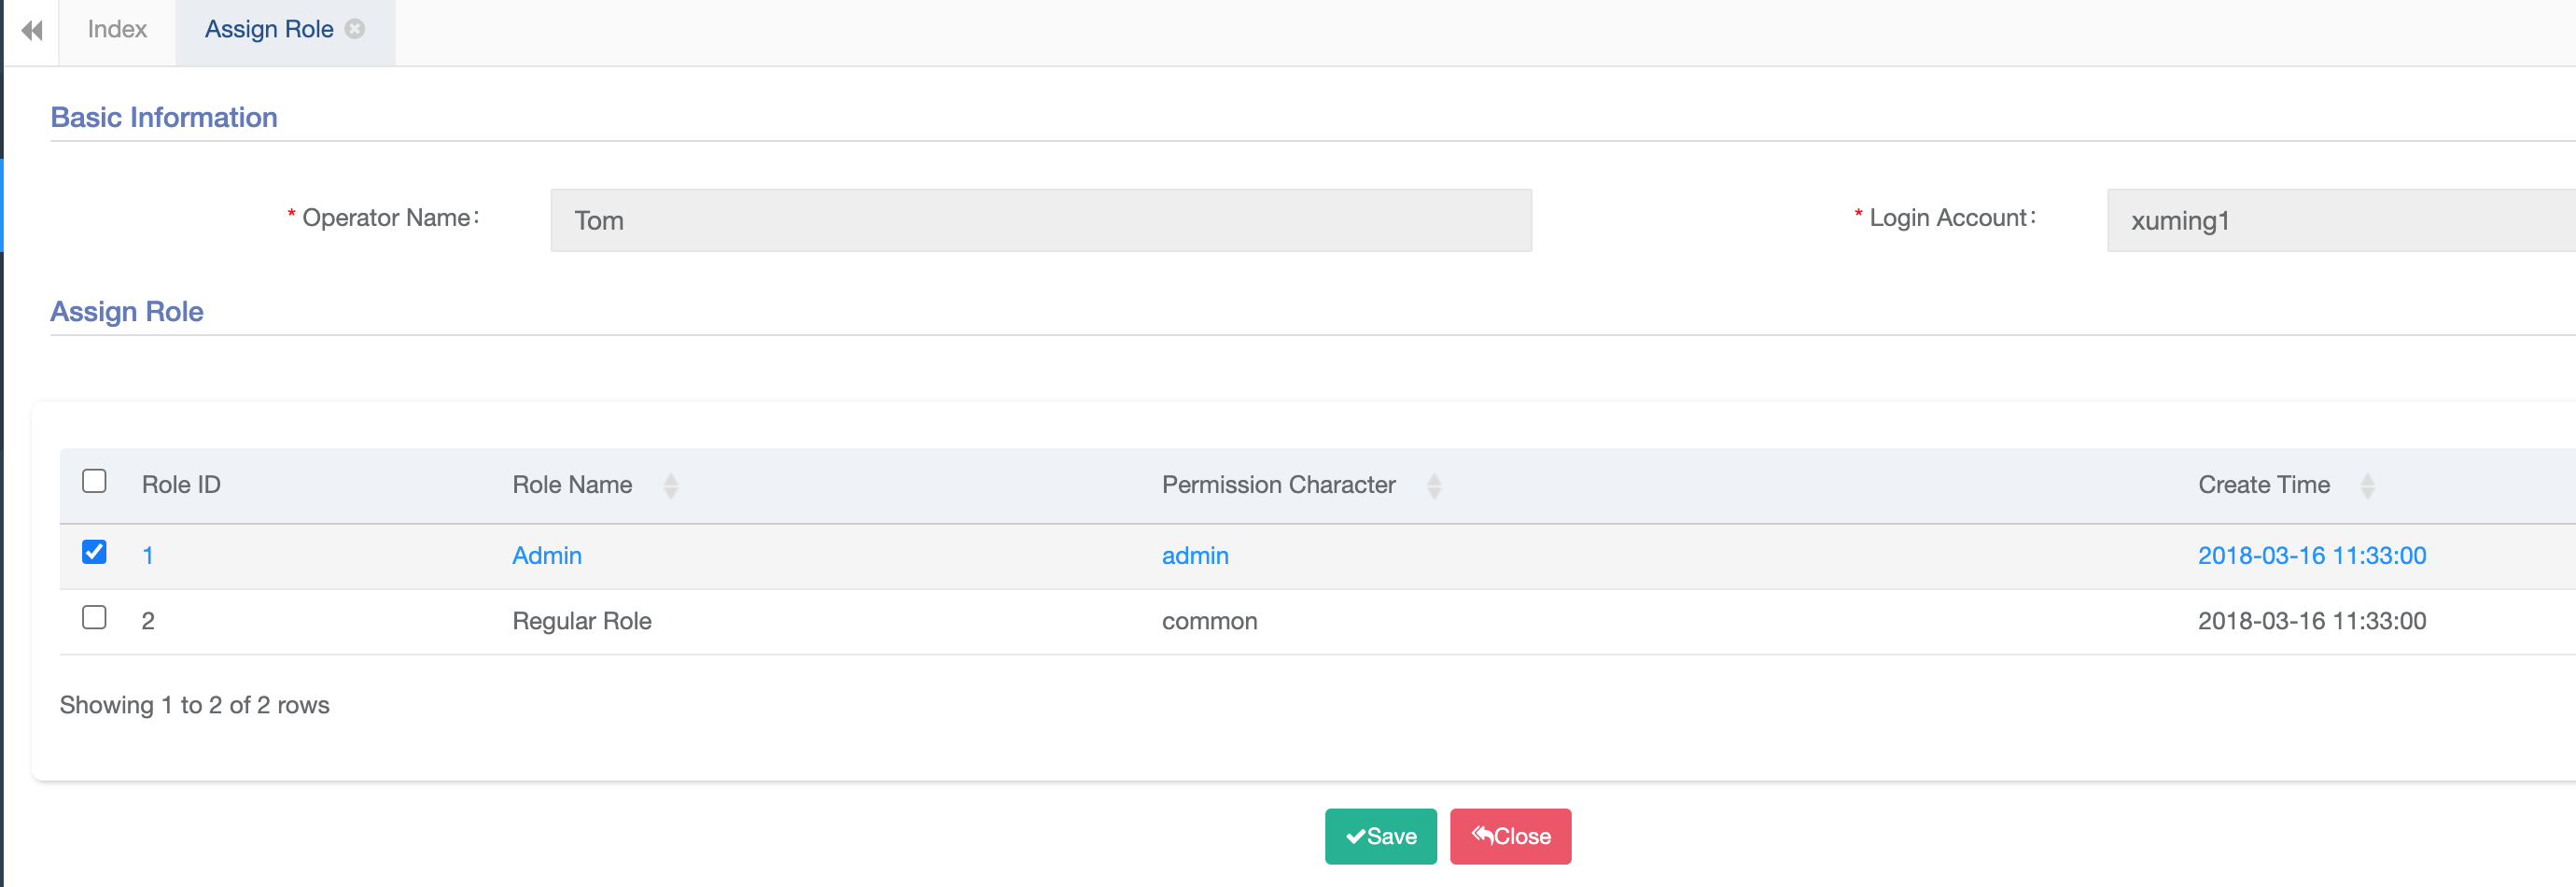 Index Assign Role
Basic Information
* Operator Name: Tom * Login Account: xuming1
Assign Role
Role ID Role Name Permission Character Create Time
1 Admin admin 2018-03-16 11:33:00
2 Regular Role common 2018-03-16 11:33:00
Showing 1 to 2 of 2 rows
Save Close